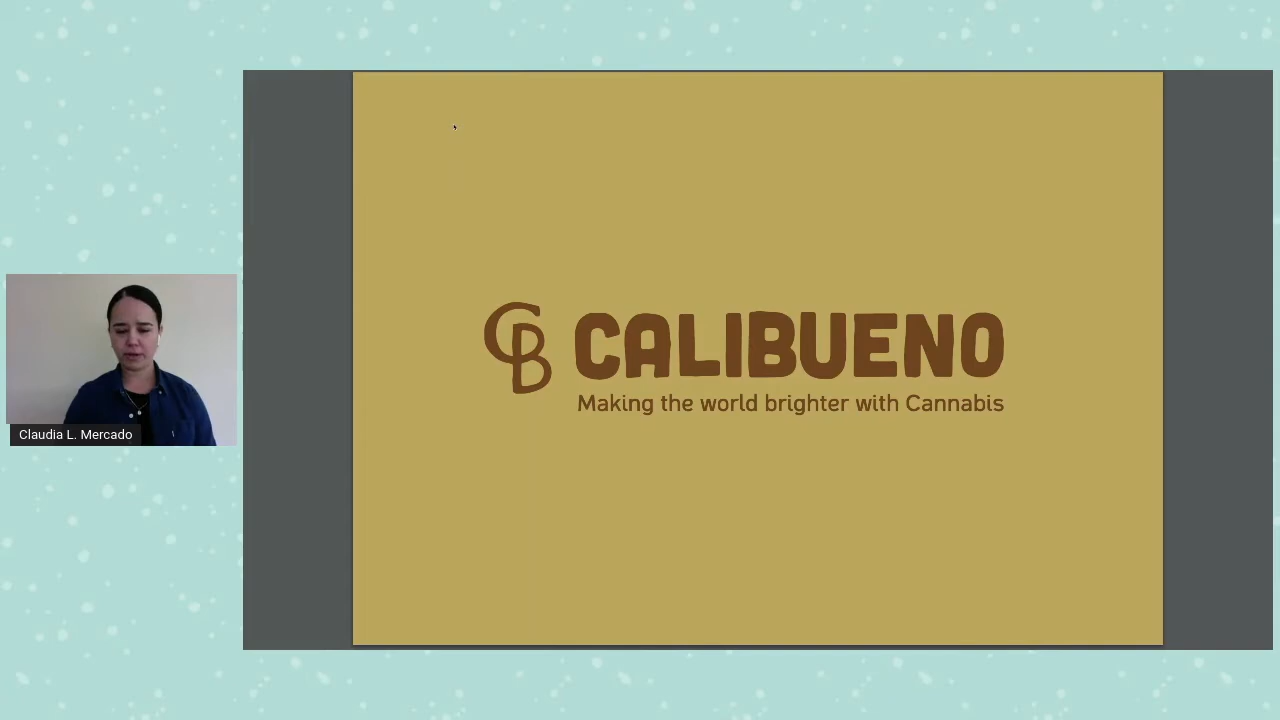 CB CALIBUENO
Making the world brighter with Cannabis
Claudia L. Mercado